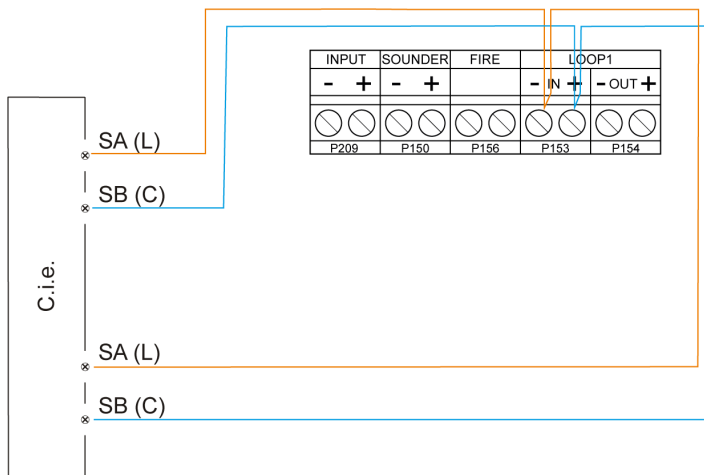 INPUT SOUNDER FIRE LOOP1
- + - + - IN + - OUT +
P209 P150 P156 P153 P154
SA (L)
SB (C)
C.i.e.
SA (L)
SB (C)